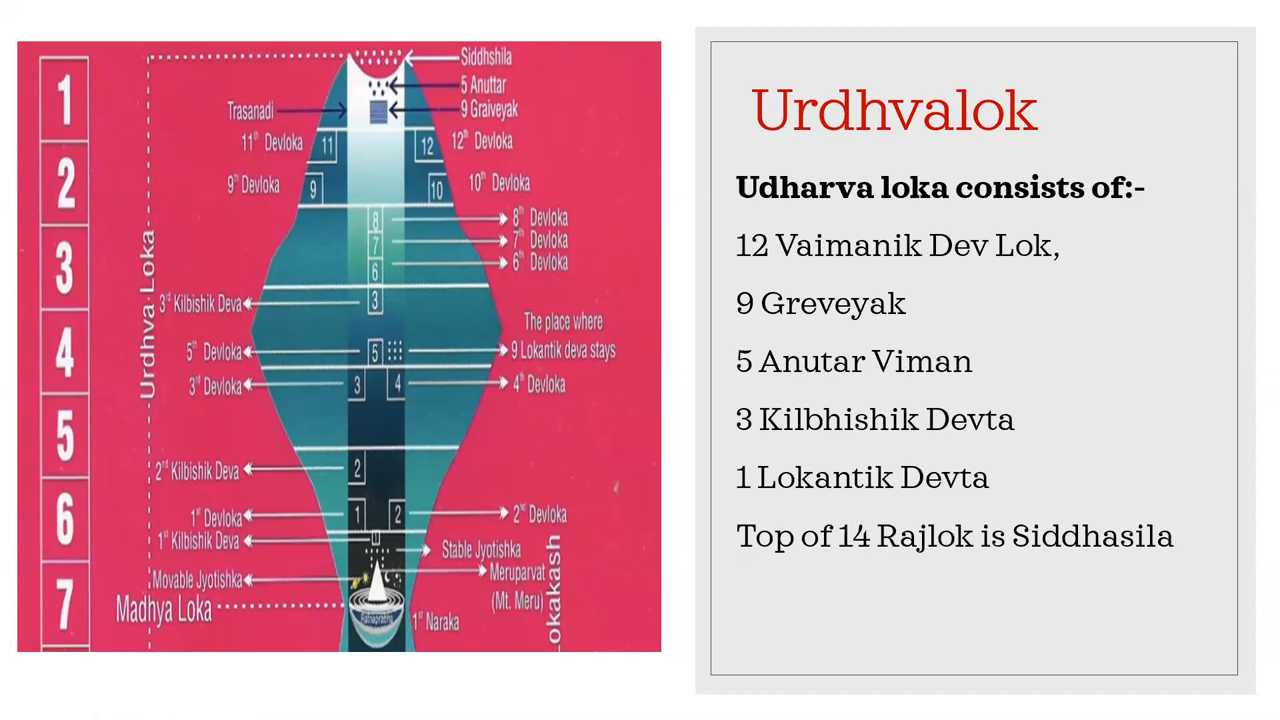 1
2
3
4
5
6
7
Urdhva Loka
Siddhshila
5 Anuttar
Trasanadi
9 Graiveyak
11th Devloka
11
12
12th Devloka
9th Devloka
9
10
10th Devloka
8
8th Devloka
7
7th Devloka
6
6th Devloka
3rd Kilbishik Deva
3
The place where
5th Devloka
5
9 Lokantik deva stays
3rd Devloka
3
4
4th Devloka
2nd Kilbishik Deva
2
1st Devloka
1
2
2nd Devloka
1st Kilbishik Deva
1
Stable Jyotishka
Movable Jyotishka
Meruparvat
(Mt. Meru)
Madhya Loka
1st Naraka
okakash
Urdhvalok
Udharva loka consists of:-
12 Vaimanik Dev Lok,
9 Greveyak
5 Anutar Viman
3 Kilbhishik Devta
1 Lokantik Devta
Top of 14 Rajlok is Siddhasila